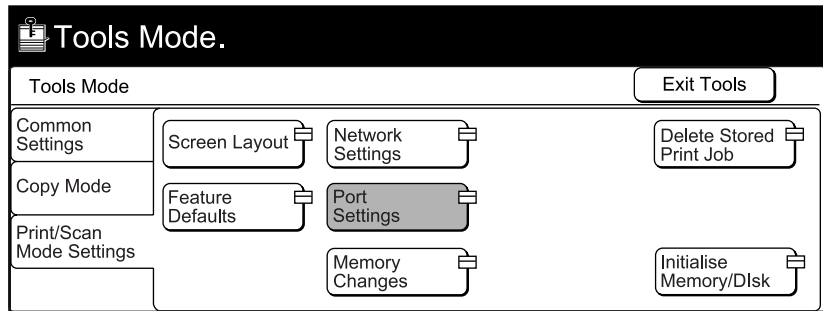 Tools Mode.
Tools Mode
Exit Tools
Common
Settings
Copy Mode
Print/Scan
Mode Settings
Screen Layout
Network
Settings
Delete Stored
Print Job
Feature
Defaults
Port
Settings
Memory
Changes
Initialise
Memory/DIsk